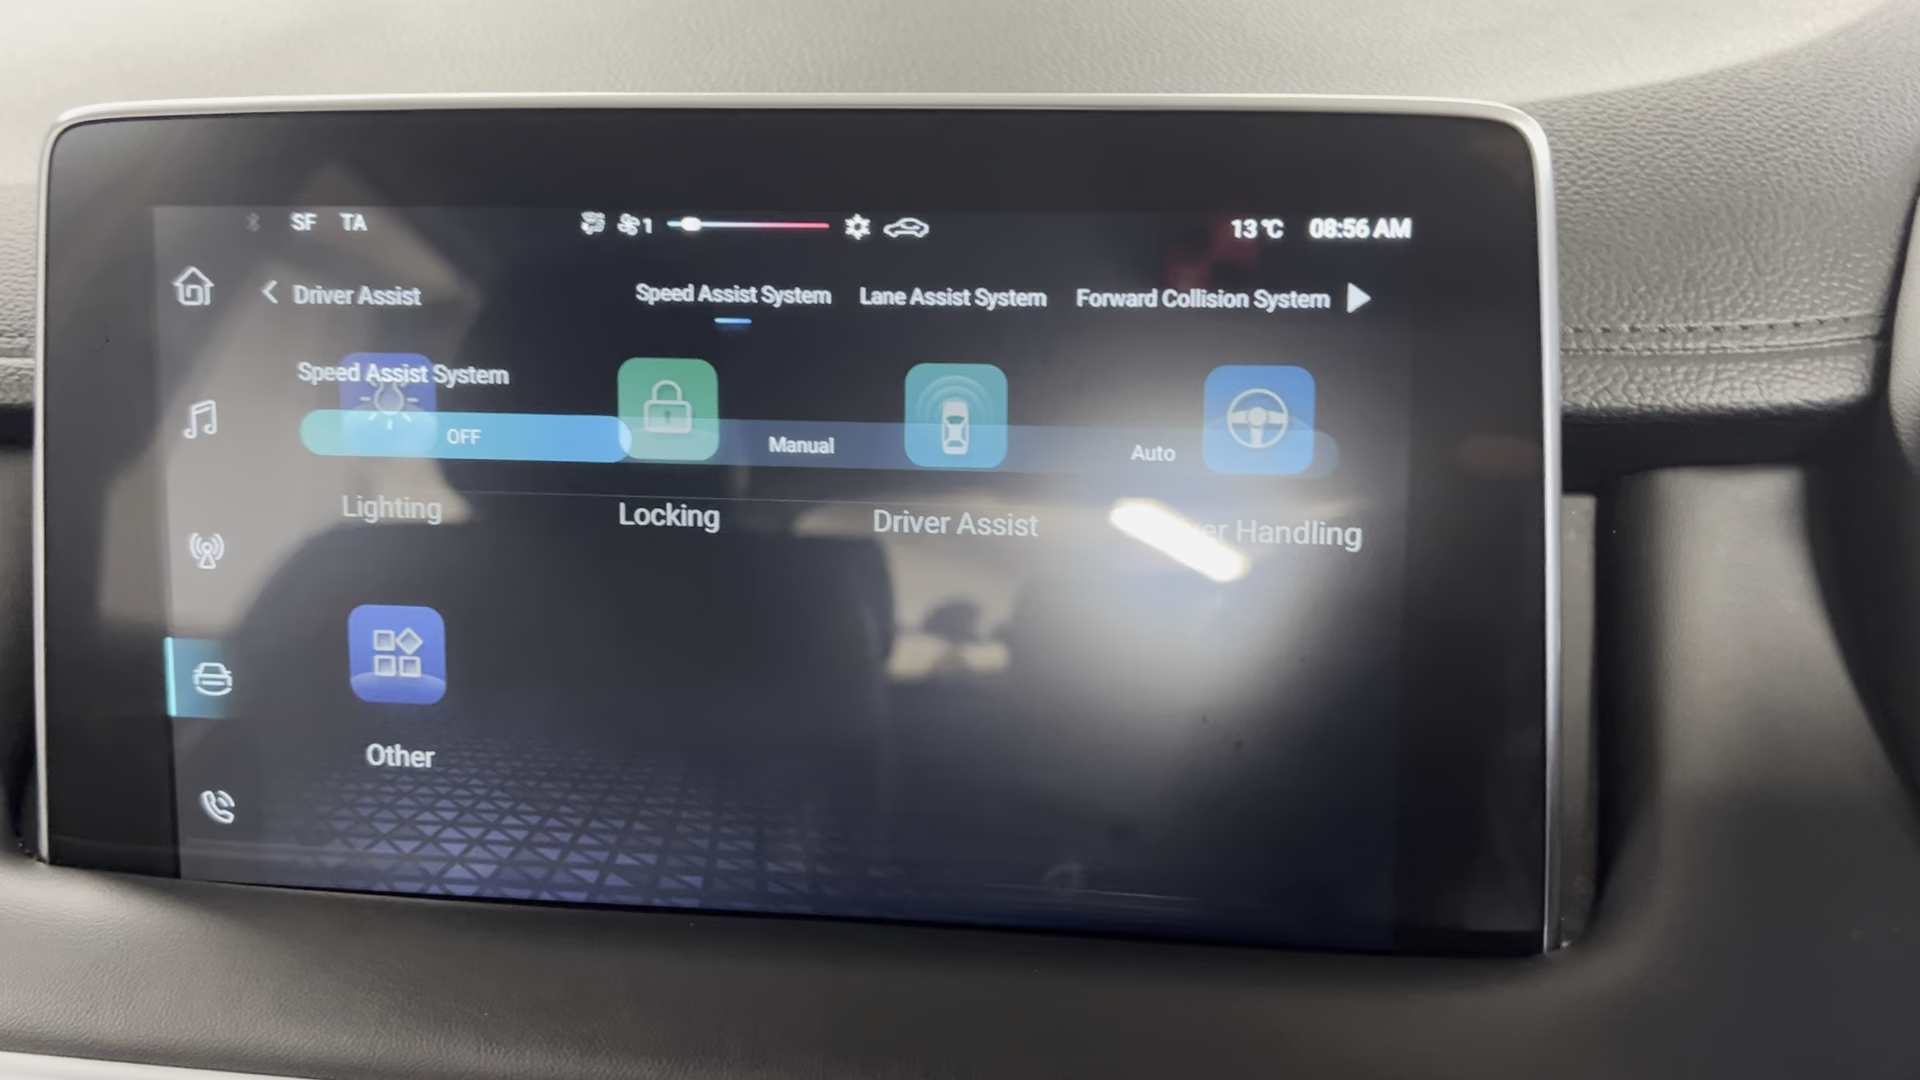 SF TA 1 13℃ 08:56 AM
Driver Assist Speed Assist System Lane Assist System Forward Collision System
Speed Assist System
OFF Manual Auto
Lighting Locking Driver Assist Handling
Other